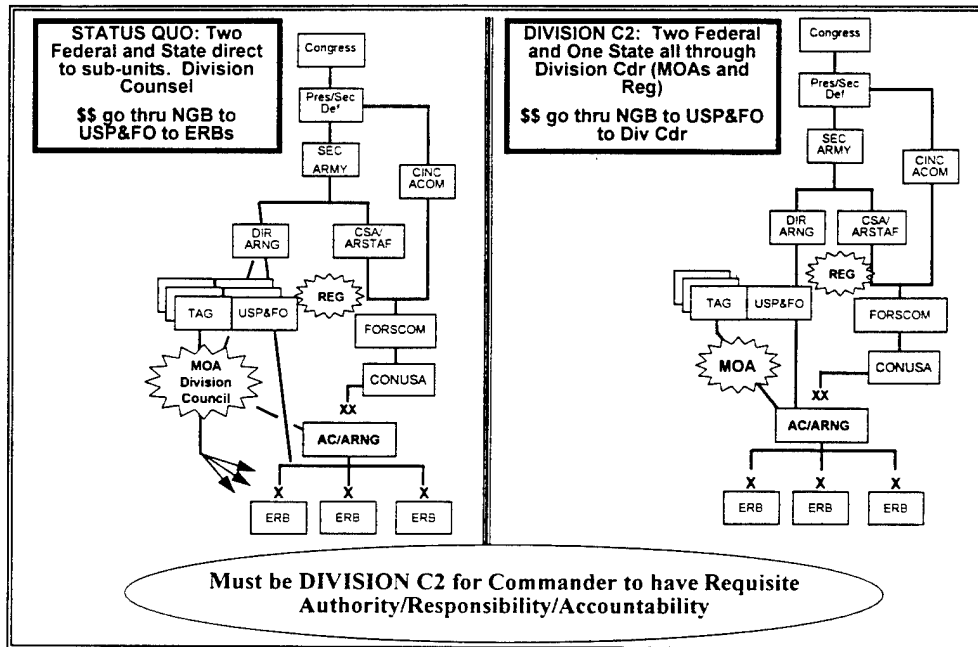 STATUS QUO: Two
Federal and State direct
to sub-units. Division
Counsel
$$ go thru NGB to
USP&FO to ERBs
Congress
Pres/Sec
Def
SEC
ARMY
CINC
ACOM
DIR
ARNG
CSA/
ARSTAF
REG
TAG
USP&FO
FORSCOM
MOA
Division
Council
CONUSA
XX
AC/ARNG
X
X
X
ERB
ERB
ERB
DIVISION C2: Two Federal
and One State all through
Division Cdr (MOAs and
Reg)
$$ go thru NGB to USP&FO
to Div Cdr
Congress
Pres/Sec
Def
SEC
ARMY
CINC
ACOM
DIR
ARNG
CSA/
ARSTAF
REG
TAG
USP&FO
FORSCOM
MOA
CONUSA
XX
AC/ARNG
X
X
X
ERB
ERB
ERB
Must be DIVISION C2 for Commander to have Requisite
Authority/Responsibility/Accountability